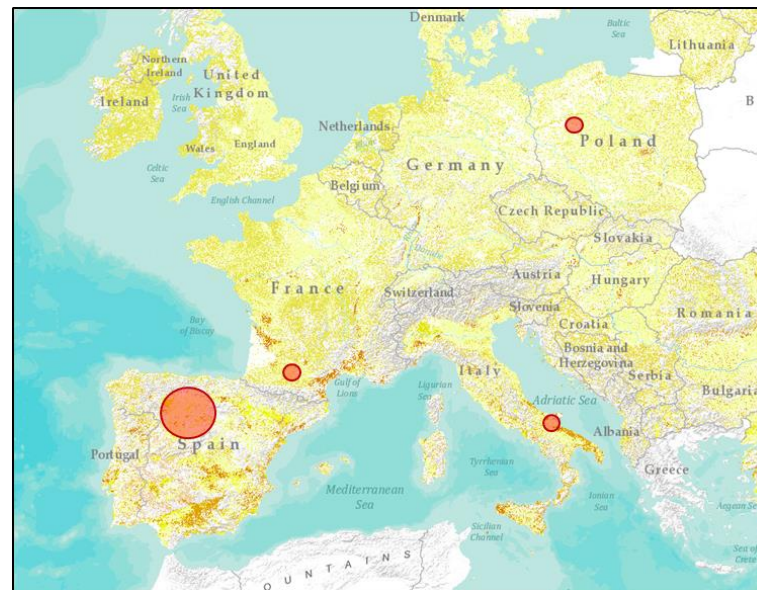 Denmark
Baltic
Sea
Lithuania
Northern
Ireland
United
Kingdom
Ireland
Irish
Sea
Netherlands
B
Poland
Wales
England
Germany
Celtic
Sea
Belgium
English Channel
Czech Republic
Slovakia
Danube
Austria
Hungary
France
Switzerland
Slovenia
Romania
Bay
of Biscay
Croatia
Bosnia and
Herzegovina
Serbia
Italy
Gulf of
Lions
Ligurian
Sea
Adriatic Sea
Bulgaria
Portugal
Spain
Albania
Tyrrhenian
Sea
Greece
Mediterranean
Sea
Ionian
Sea
Aegean Se
Sicilian
Channel
Sea o
Crete
OUNTAINS